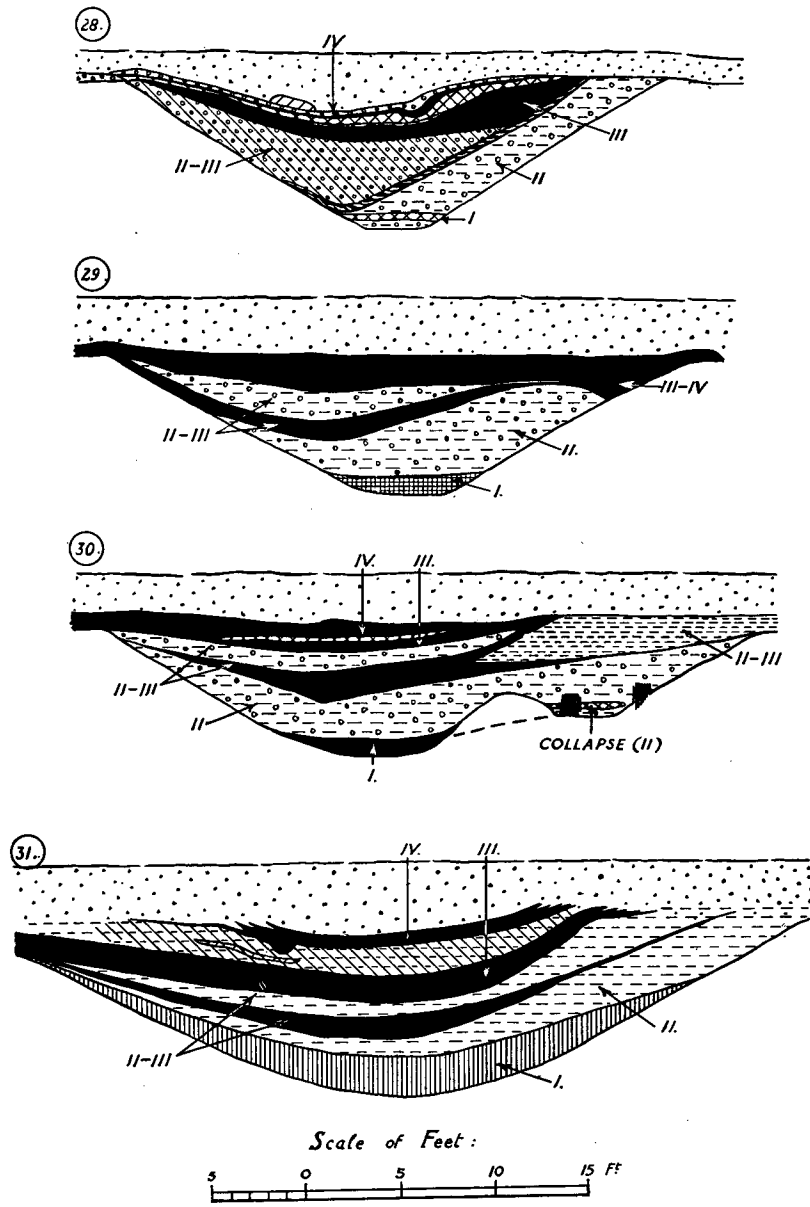 28.
IV
II-III
III
II
I
29.
II-III
III-IV
II.
I.
30.
IV. III.
II-III
II-III
II
COLLAPSE (II)
I.
31.
IV. III.
II-III
II.
I.
Scale of Feet :
5 0 5 10 15 Ft